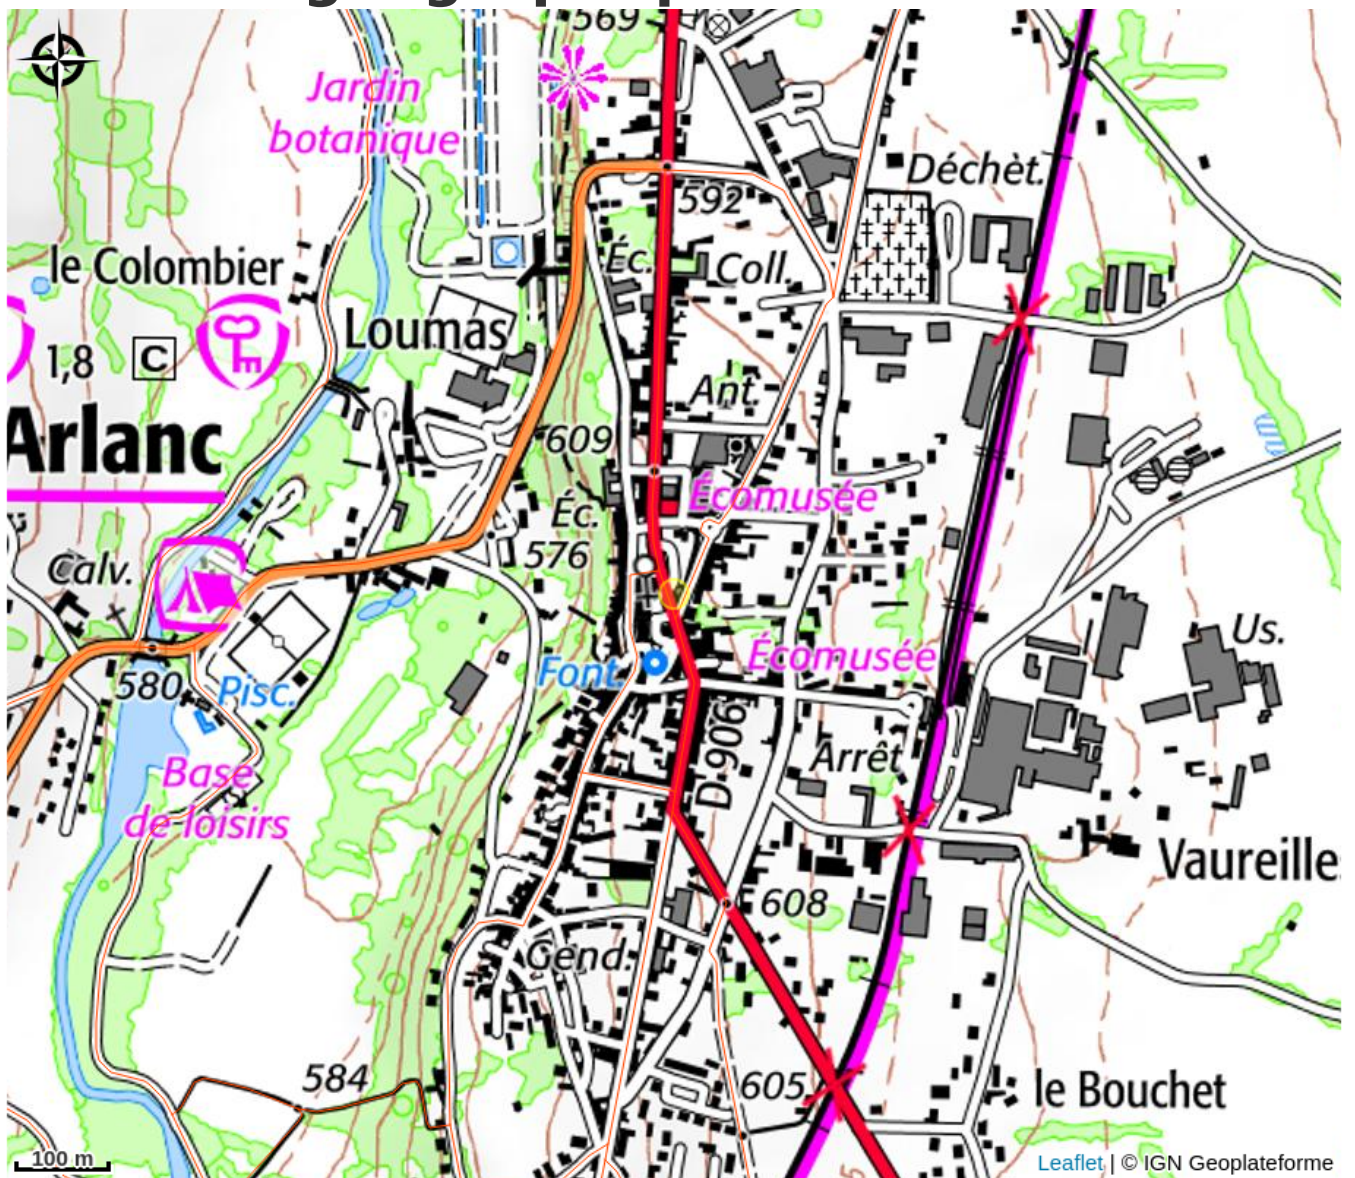 569
Jardin
botanique
Déchèt.
592
Éc.
Coll.
le Colombier
Loumas
1,8 C
Ant.
Arlanc
609
Écomusée
Éc.
576
Calv.
Us.
Font.
Écomusée
580
Pisc.
D 906
Arrêt
Base
de loisirs
Vaureille
608
Gend.
584
605
le Bouchet
100 m
Leaflet | © IGN Geoplateforme